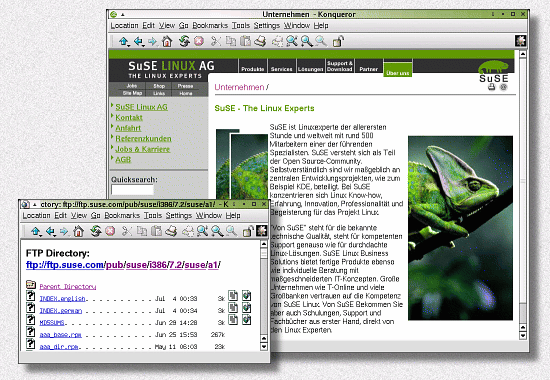 Unternehmen - Konqueror
Location Edit View Go Bookmarks Tools Settings Window Help
SuSE LINUX AG
THE LINUX EXPERTS
Produkte Services Lösungen Support & Download Partner Über uns
SuSE
Jobs Shop Presse
Site Map Links Home
Unternehmen /
SuSE Linux AG
Kontakt
Anfahrt
Referenzkunden
Jobs & Karriere
AGB
Quicksearch:
SuSE - The Linux Experts
SuSE ist Linuxexperte der allerersten
Stunde und weltweit mit rund 500
Mitarbeitern einer der führenden
Spezialisten. SuSE versteht sich als Teil
der Open Source-Community.
Selbstverständlich sind wir maßgeblich an
zentralen Entwicklungsprojekten, wie zum
Beispiel KDE, beteiligt. Bei SuSE
konzentrieren sich Linux Know-how,
Erfahrung, Innovation, Professionalität und
Begeisterung für das Projekt Linux.
"Von SuSE" steht für die bekannte
technische Qualität, steht für kompetenten
Support genauso wie für durchdachte
Linux-Lösungen. SuSE Linux Business
Solutions bietet fertige Produkte ebenso
wie individuelle Beratung mit
maßgeschneiderten IT-Konzepten. Große
Unternehmen wie T-Online und viele
Großbanken vertrauen auf die Kompetenz
von SuSE Linux. Von SuSE Bekommen Sie
aber auch Schulungen, Support und
Fachbücher aus erster Hand, direkt von
den Linux Experten.
ctory: ftp://ftp.suse.com/pub/suse/i386/7.2/suse/a1/ - K
Location Edit View Go Bookmarks Tools Settings Window Help
FTP Directory:
ftp://ftp.suse.com/pub/suse/i386/7.2/suse/a1/
Parent Directory
INDEX.english. . . . . . . . . . . Jul 4 00:33 3k
INDEX.german . . . . . . . . . . . Jul 4 00:34 3k
MD5SUMS. . . . . . . . . . . . . . Jun 29 14:28 3k
aaa_base.rpm . . . . . . . . . . . Jun 25 15:53 267k
aaa_dir.rpm. . . . . . . . . . . . May 11 06:03 23k